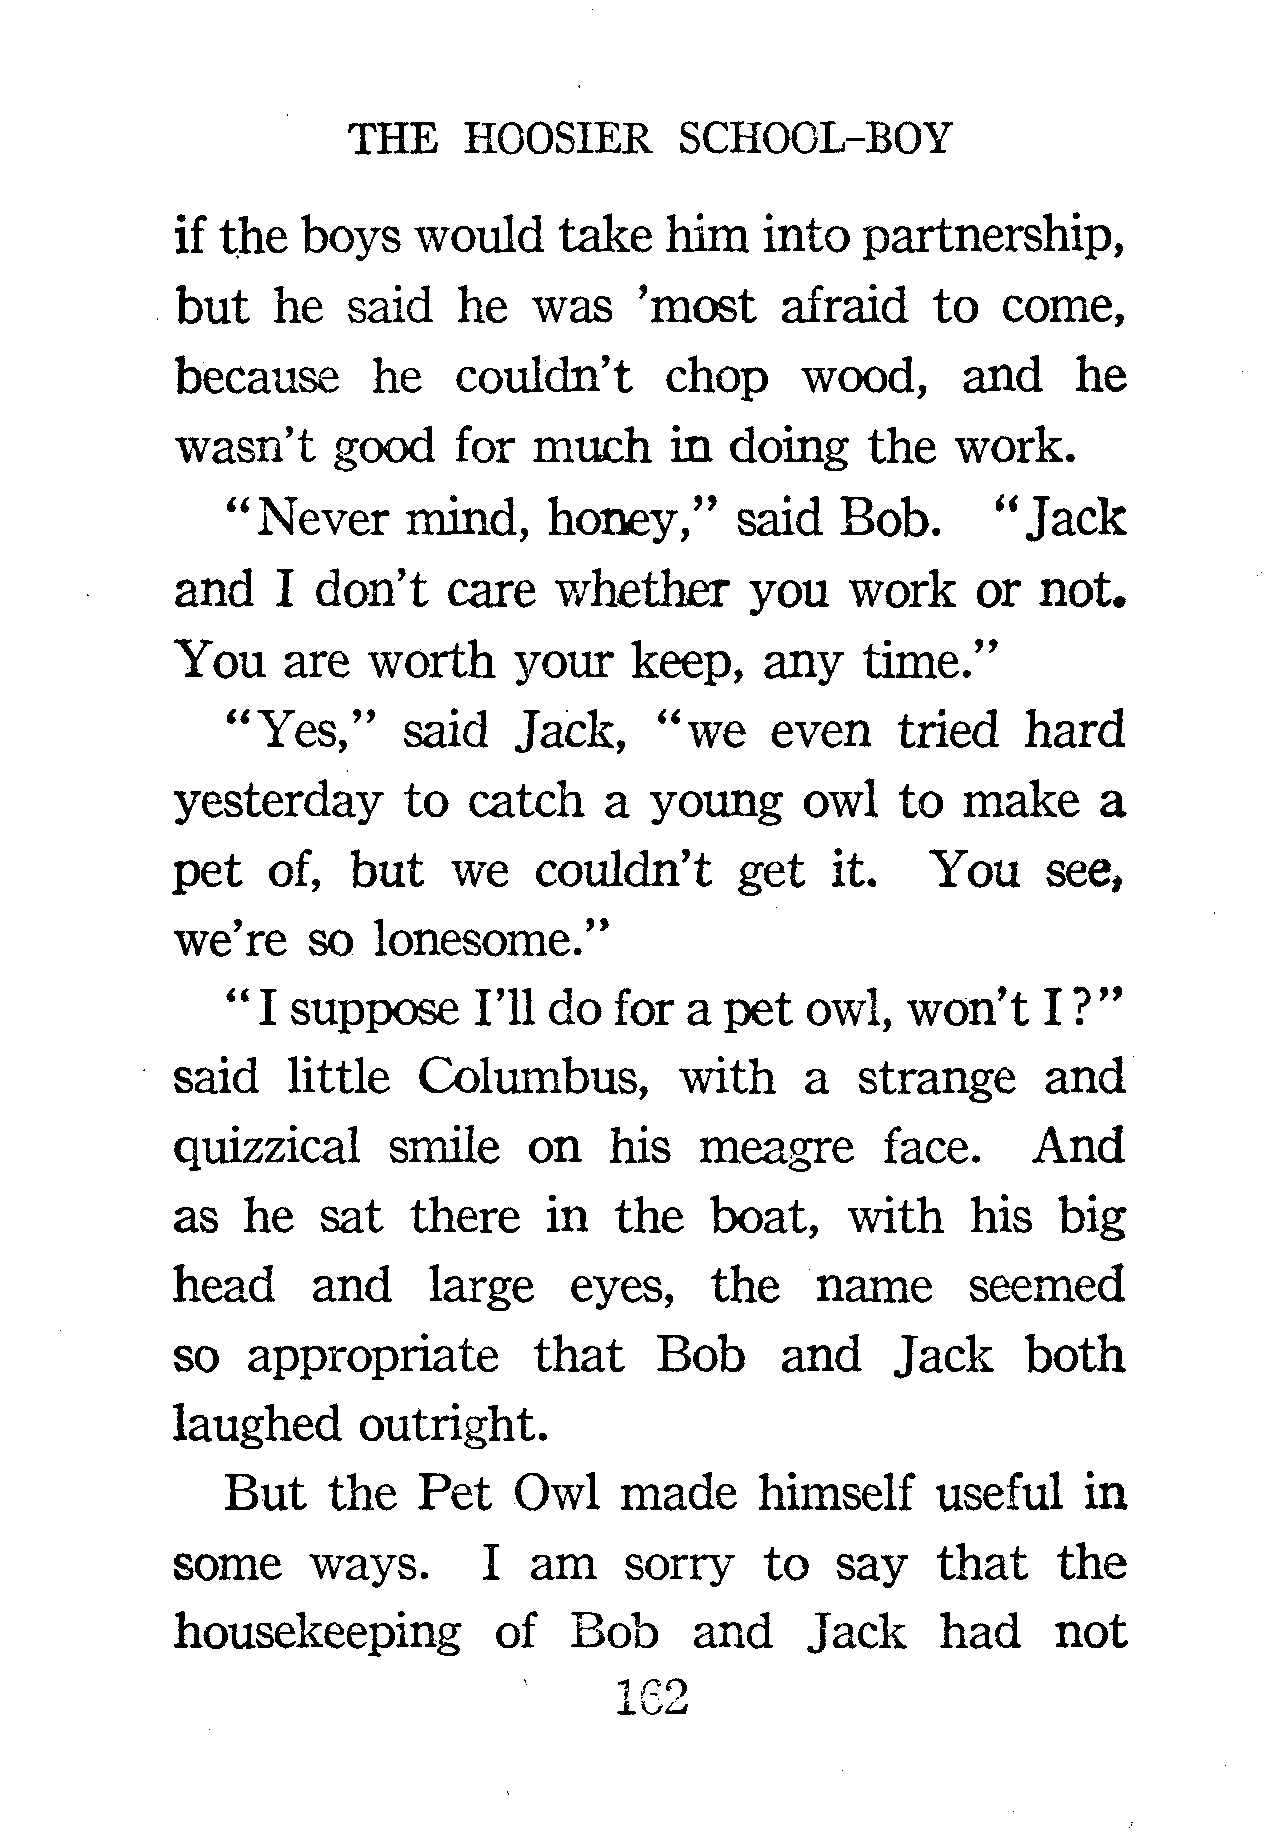 THE HOOSIER SCHOOL-BOY
if the boys would take him into partnership,
but he said he was 'most afraid to come,
because he couldn't chop wood, and he
wasn't good for much in doing the work.
"Never mind, honey," said Bob. "Jack
and I don't care whether you work or not.
You are worth your keep, any time."
"Yes," said Jack, "we even tried hard
yesterday to catch a young owl to make a
pet of, but we couldn't get it. You see,
we're so lonesome."
"I suppose I'll do for a pet owl, won't I?"
said little Columbus, with a strange and
quizzical smile on his meagre face. And
as he sat there in the boat, with his big
head and large eyes, the name seemed
so appropriate that Bob and Jack both
laughed outright.
But the Pet Owl made himself useful in
some ways. I am sorry to say that the
housekeeping of Bob and Jack had not
162